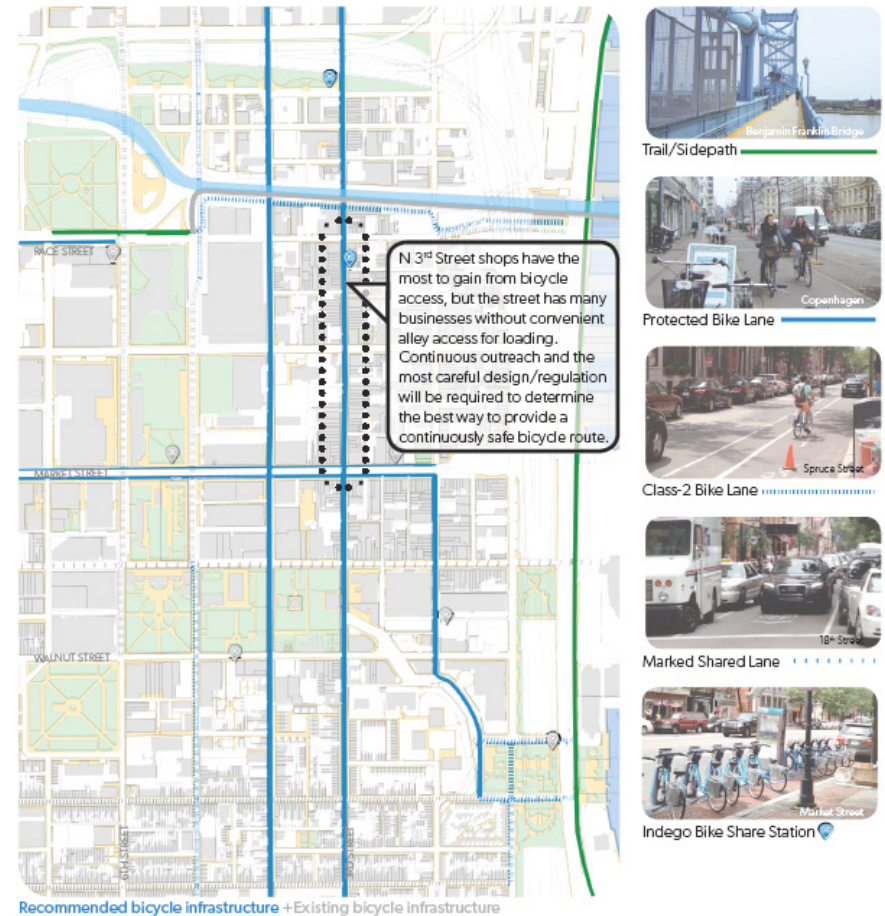 RACE STREET
MARKET STREET
WALNUT STREET
6TH STREET
3RD STREET
N 3rd Street shops have the
most to gain from bicycle
access, but the street has many
businesses without convenient
alley access for loading.
Continuous outreach and the
most careful design/regulation
will be required to determine
the best way to provide a
continuously safe bicycle route.
Recommended bicycle infrastructure +Existing bicycle infrastructure
Benjamin Franklin Bridge
Trail/Sidepath
Copenhagen
Protected Bike Lane
Spruce Street
Class-2 Bike Lane
18th Street
Marked Shared Lane
Market Street
Indego Bike Share Station